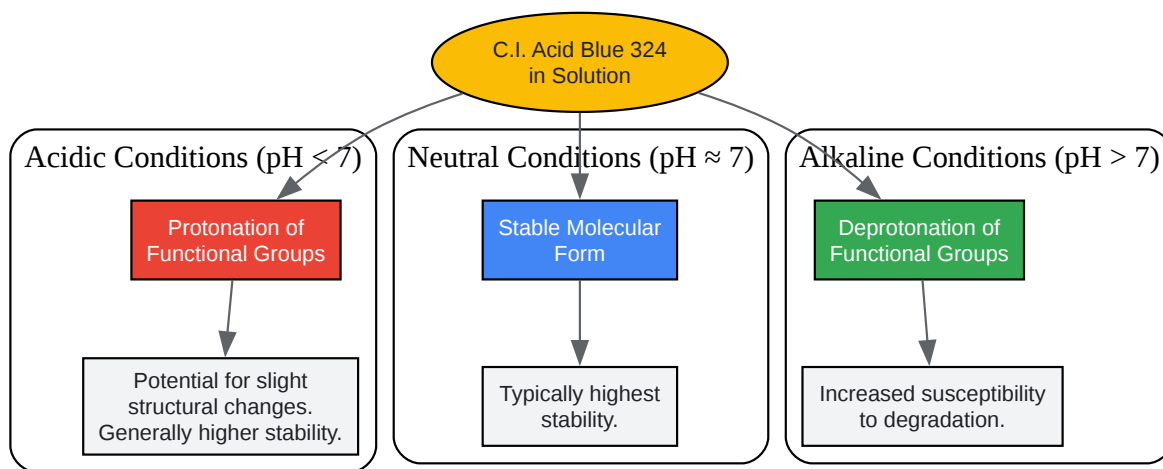 C.I. Acid Blue 324
in Solution
Acidic Conditions (pH < 7)
Neutral Conditions (pH ≈ 7)
Alkaline Conditions (pH > 7)
Protonation of
Functional Groups
Stable Molecular
Form
Deprotonation of
Functional Groups
Potential for slight
structural changes.
Generally higher stability.
Typically highest
stability.
Increased susceptibility
to degradation.